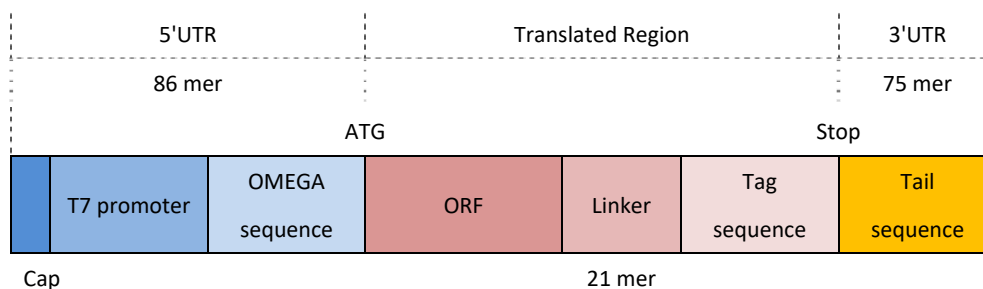 5'UTR Translated Region 3'UTR
86 mer 75 mer
ATG Stop
T7 promoter OMEGA sequence ORF Linker Tag sequence Tail sequence
Cap 21 mer